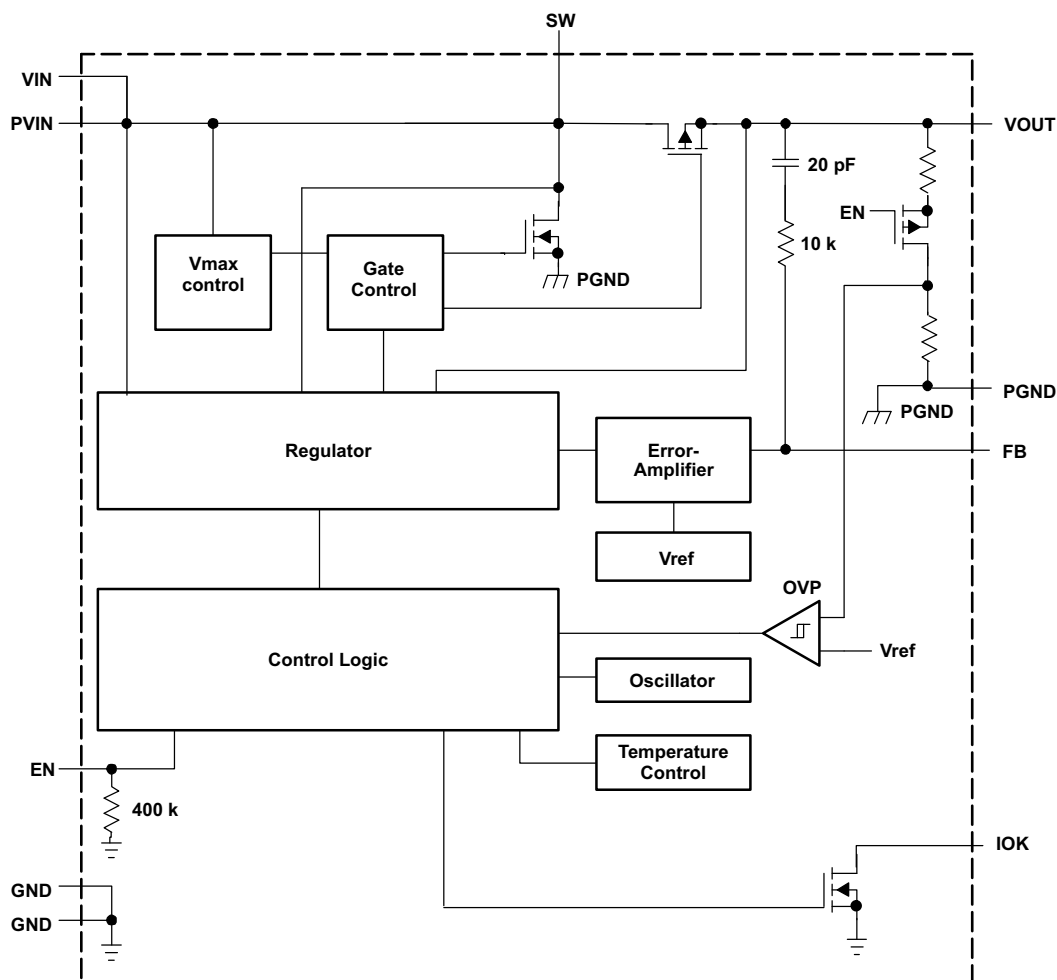 SW
VIN
PVIN
VOUT
20 pF
EN
10 k
Vmax
control
Gate
Control
PGND
PGND
PGND
Regulator
Error-
Amplifier
FB
Vref
OVP
Control Logic
Vref
Oscillator
Temperature
Control
EN
400 k
IOK
GND
GND